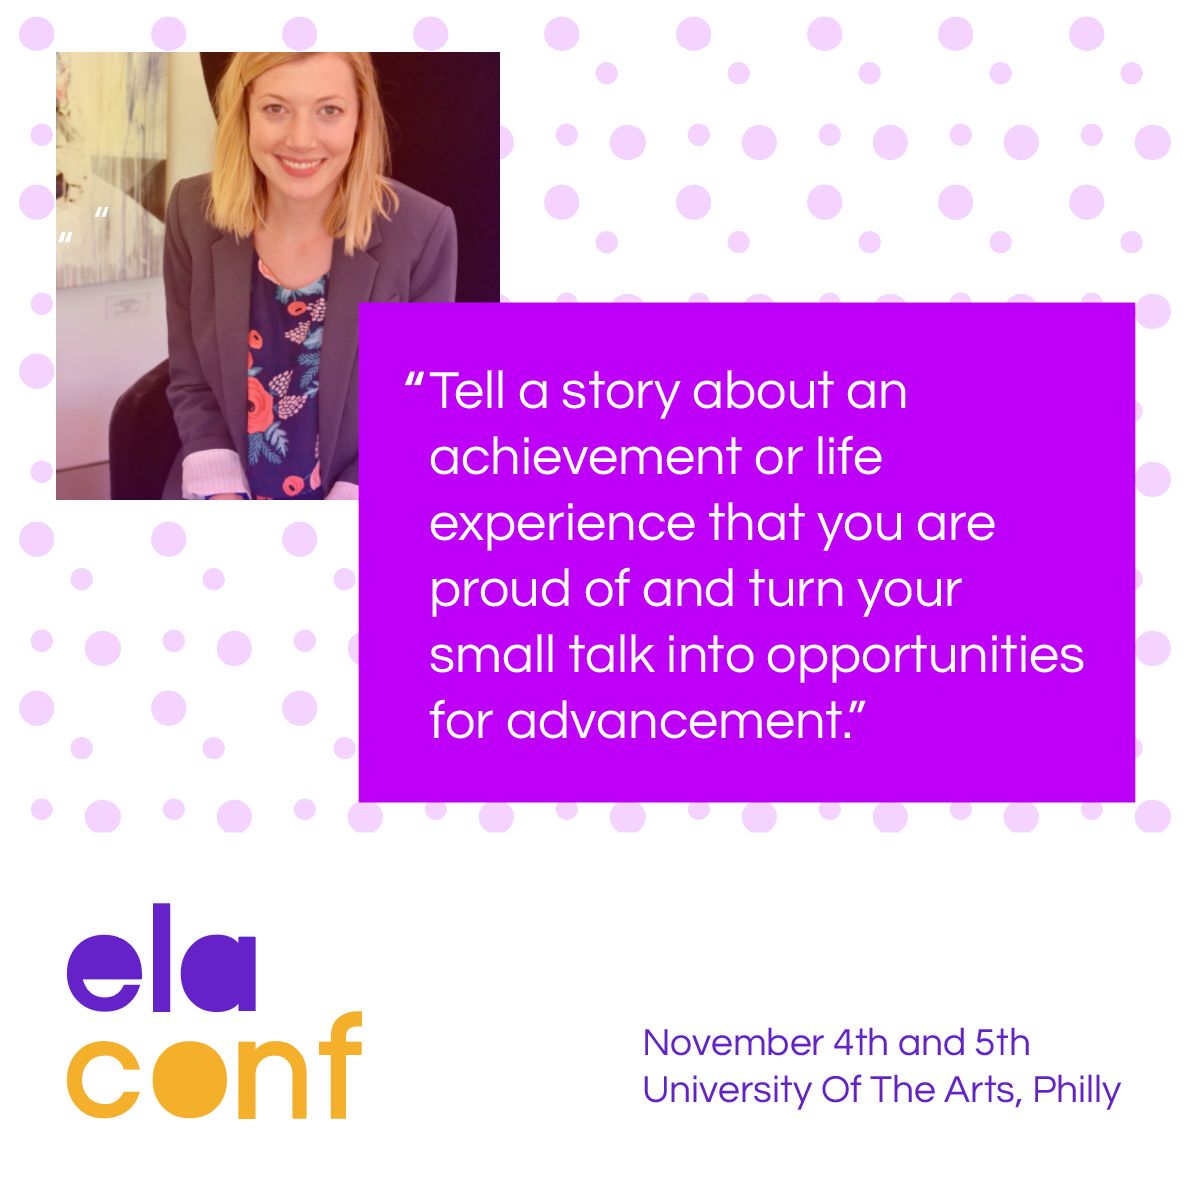 “
“
“Tell a story about an
achievement or life
experience that you are
proud of and turn your
small talk into opportunities
for advancement.”
ela
conf
November 4th and 5th
University Of The Arts, Philly